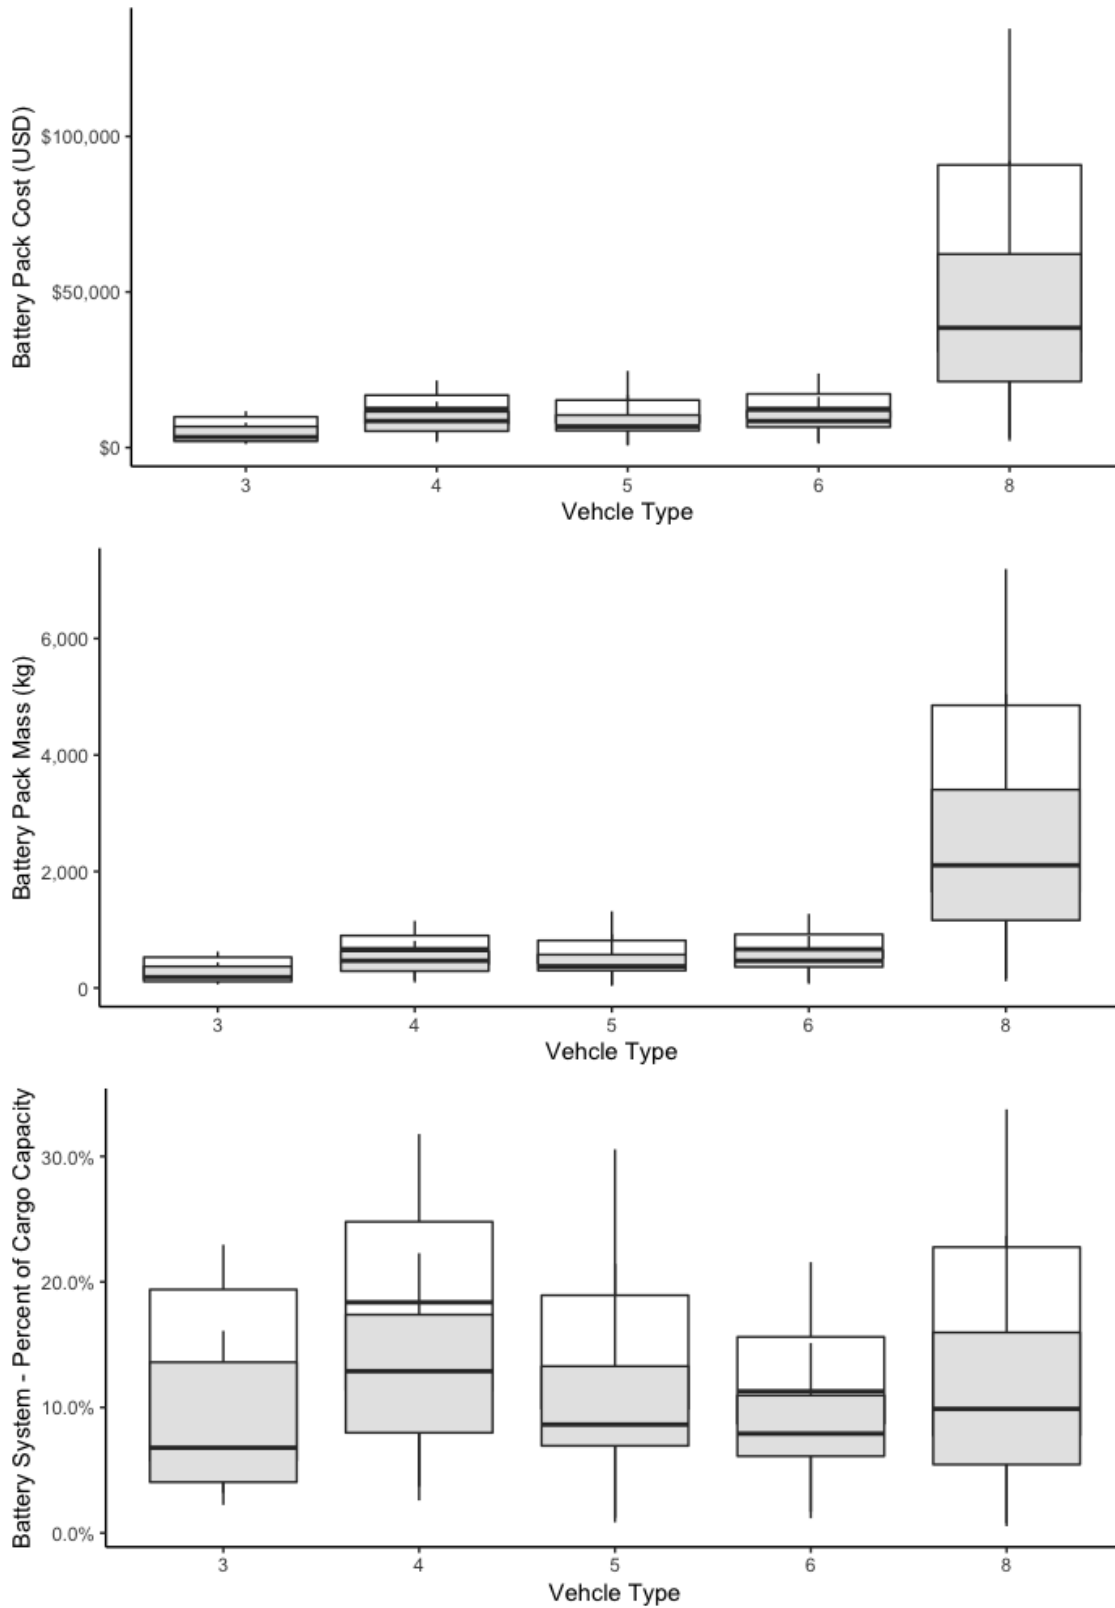 Battery Pack Cost (USD)
$100,000
$50,000
$0
3 4 5 6 8
Vehcle Type
Battery Pack Mass (kg)
6,000
4,000
2,000
0
3 4 5 6 8
Vehcle Type
Battery System - Percent of Cargo Capacity
30.0%
20.0%
10.0%
0.0%
3 4 5 6 8
Vehcle Type